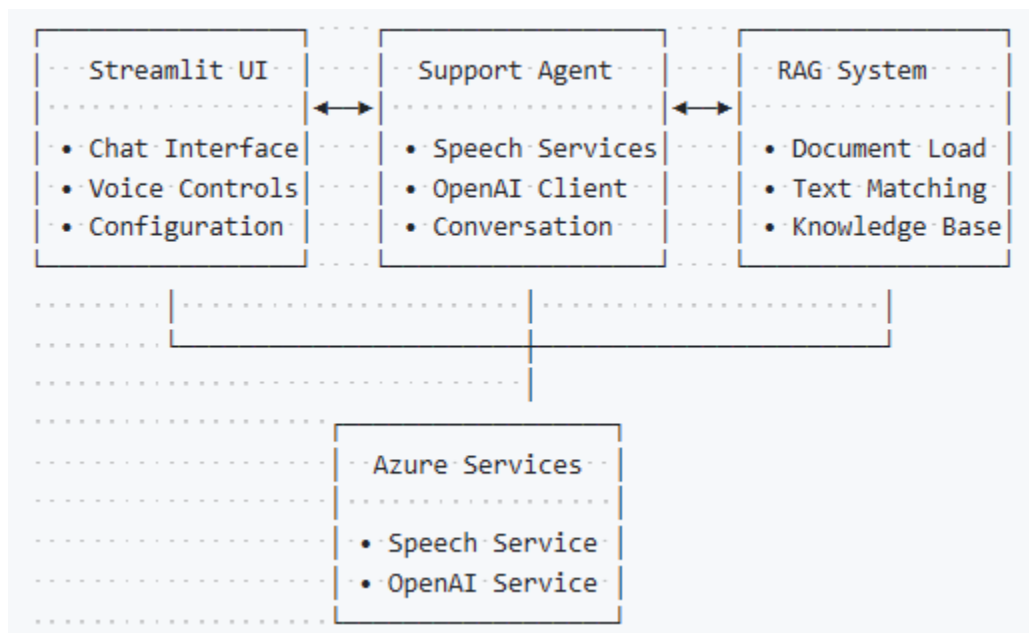 Streamlit UI
Support Agent
RAG System
• Chat Interface
• Speech Services
• Document Load
• Voice Controls
• OpenAI Client
• Text Matching
• Configuration
• Conversation
• Knowledge Base
Azure Services
• Speech Service
• OpenAI Service